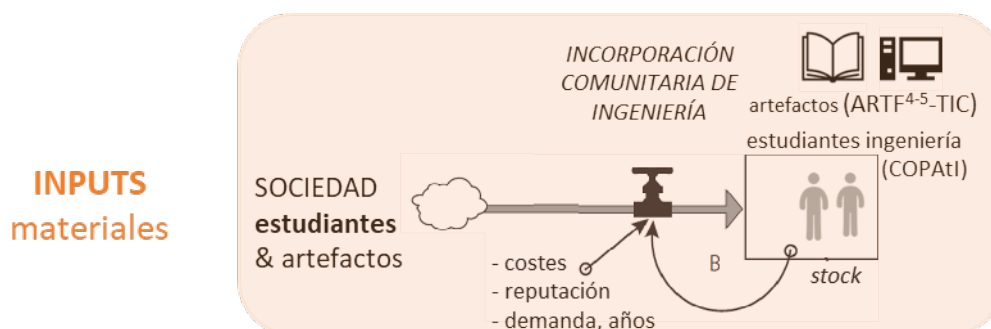 INPUTS
materiales
SOCIEDAD
estudiantes
& artefactos
INCORPORACIÓN
COMUNITARIA DE
INGENIERÍA
artefactos (ARTF4-5-TIC)
estudiantes ingeniería
(COPAtI)
- costes
- reputación
- demanda, años
B
stock